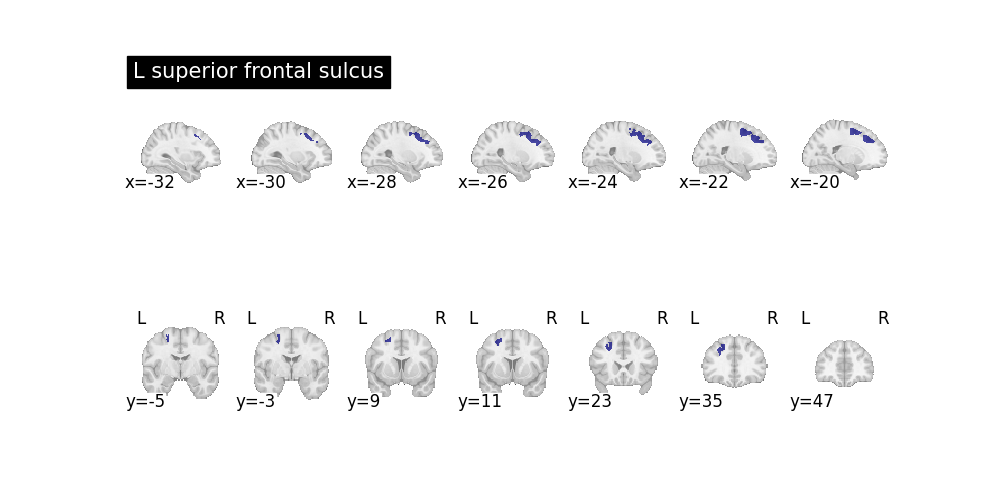 L superior frontal sulcus
x=-32 x=-30 x=-28 x=-26 x=-24 x=-22 x=-20
L R L R L R L R L R L R L R
y=-5 y=-3 y=9 y=11 y=23 y=35 y=47